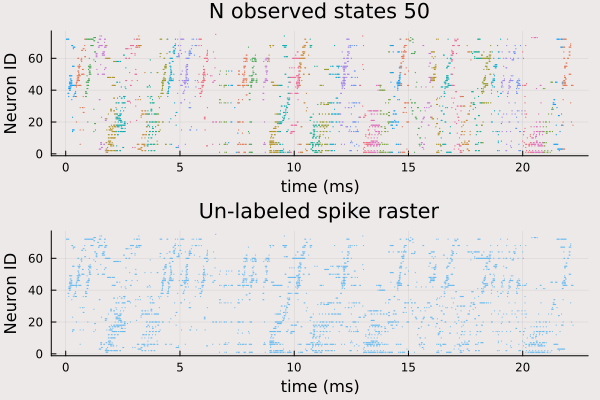 N observed states 50
Neuron ID
60
40
20
0
0 5 10 15 20
time (ms)
Un-labeled spike raster
Neuron ID
60
40
20
0
0 5 10 15 20
time (ms)